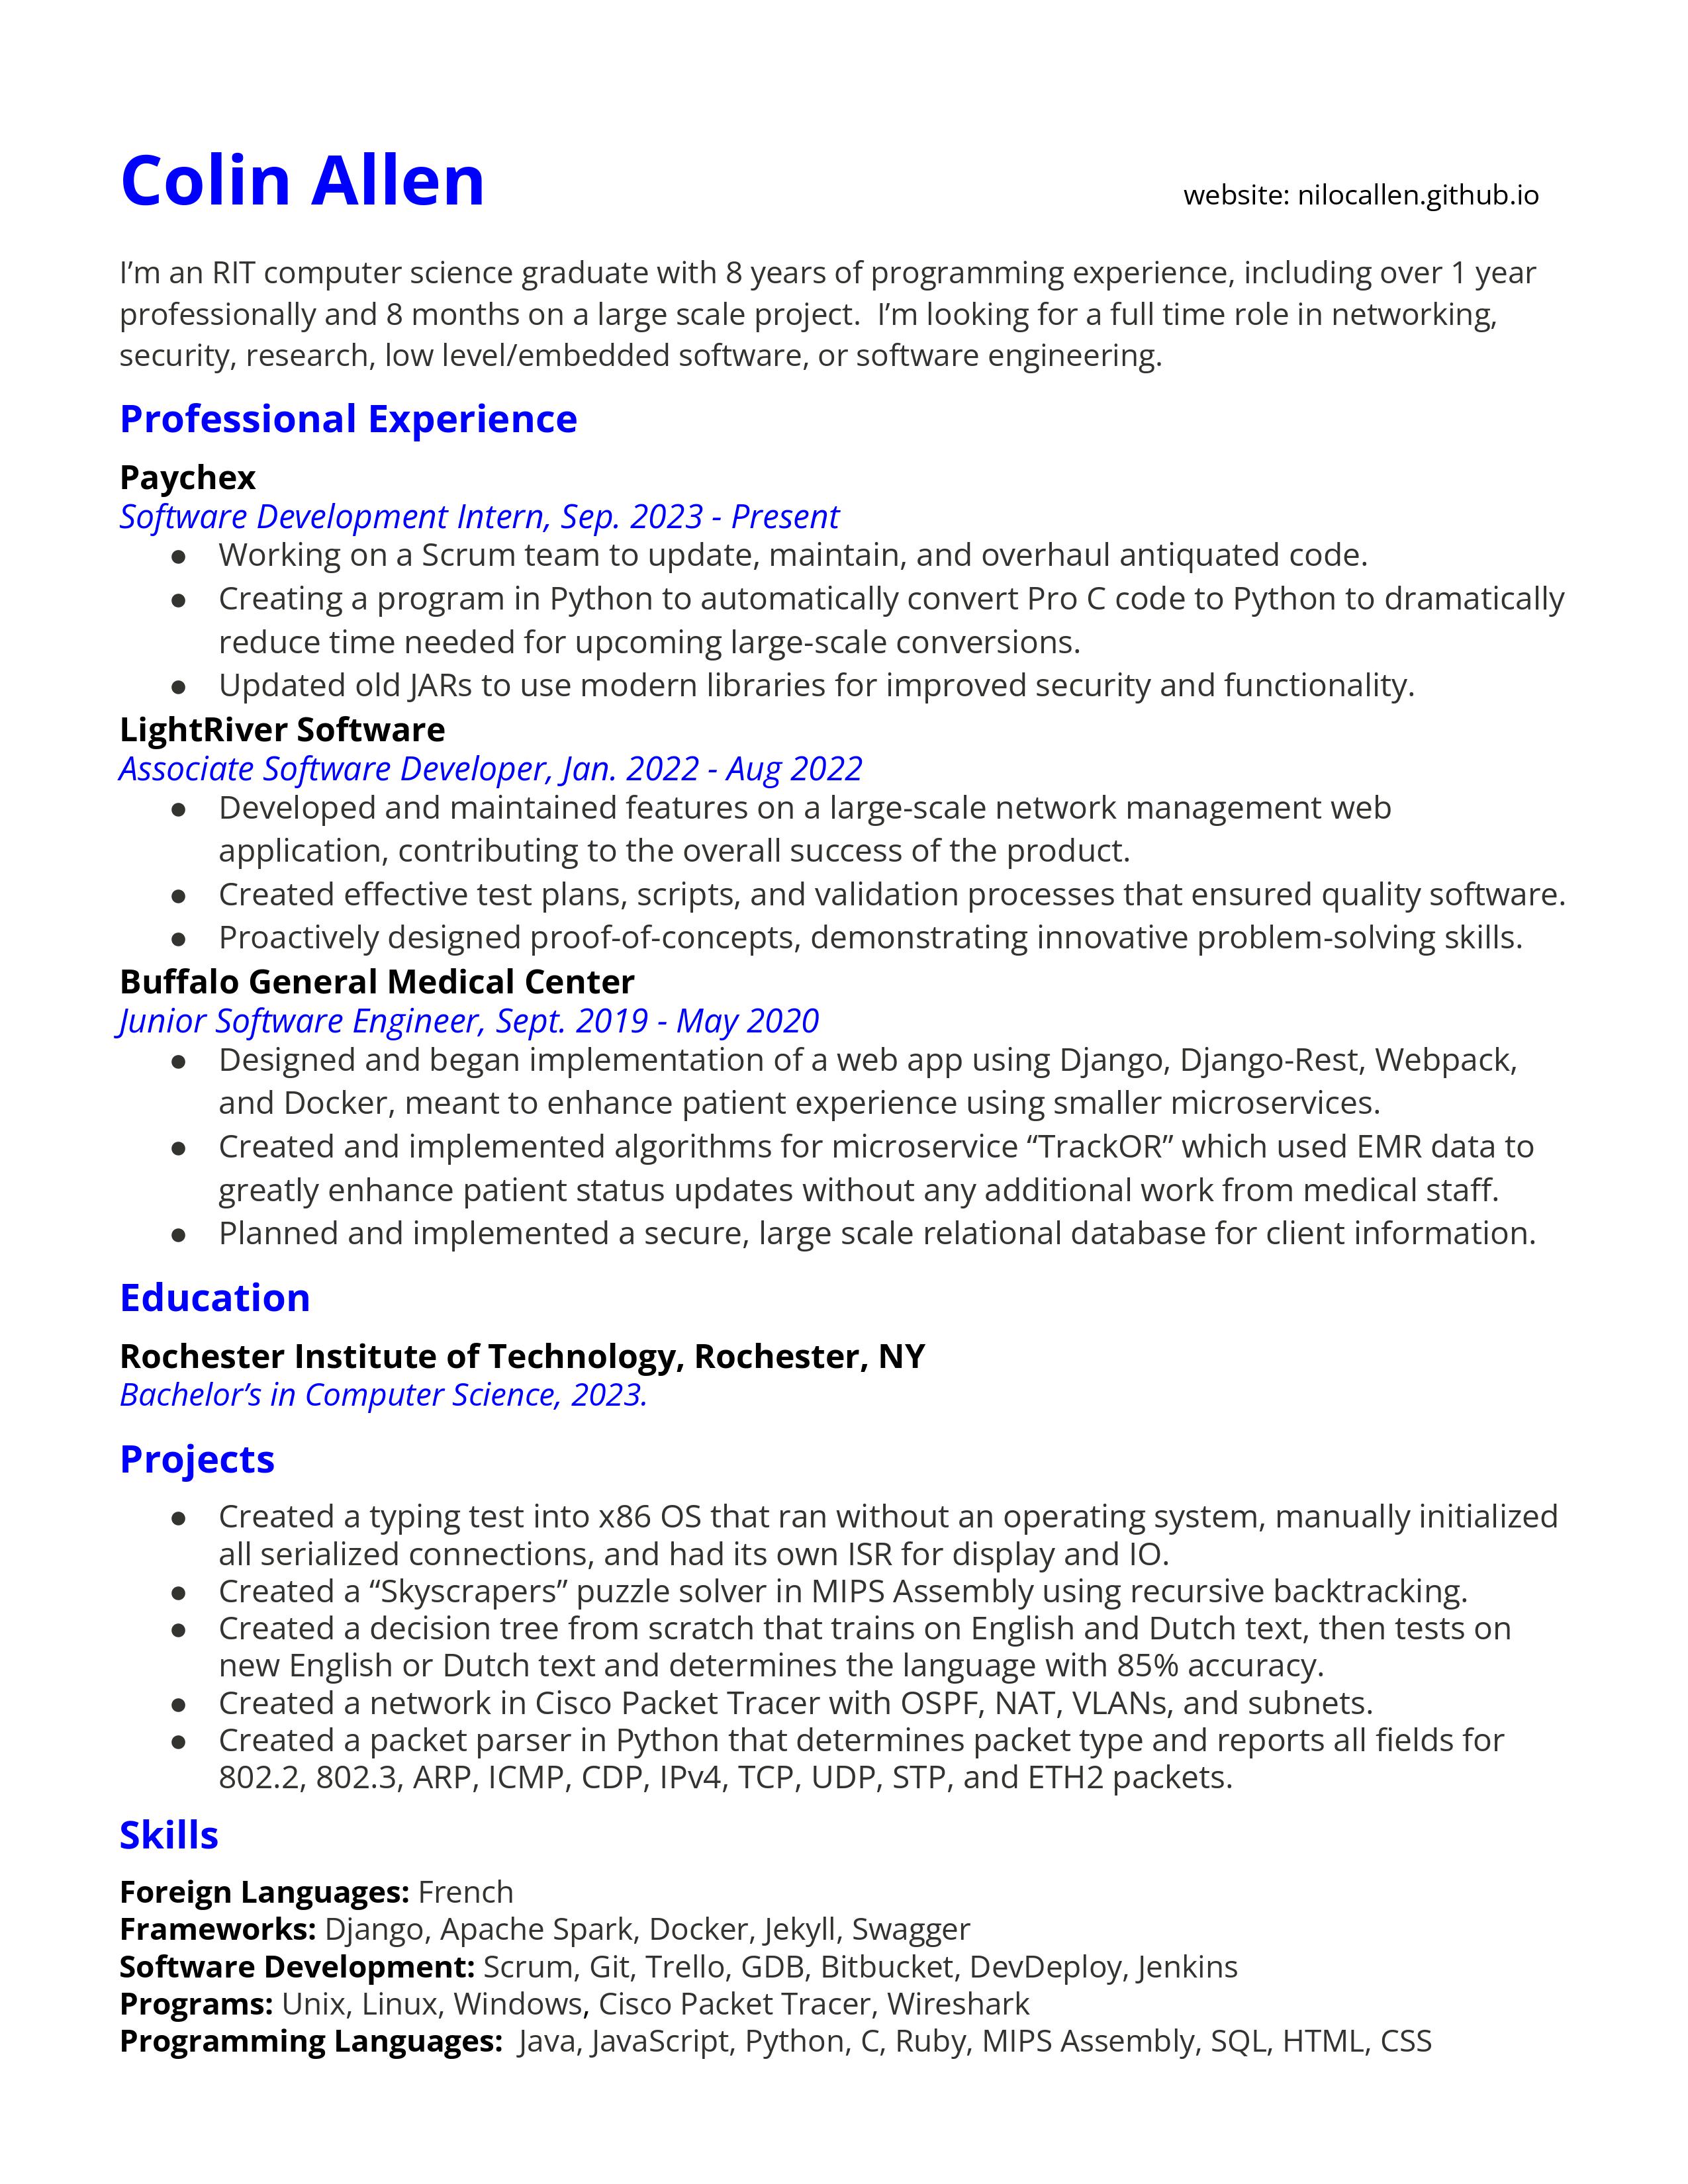 Colin Allen
website: nilocallen.github.io
I’m an RIT computer science graduate with 8 years of programming experience, including over 1 year
professionally and 8 months on a large scale project.  I’m looking for a full time role in networking,
security, research, low level/embedded software, or software engineering.
Professional Experience
Paychex
Software Development Intern, Sep. 2023 - Present
● Working on a Scrum team to update, maintain, and overhaul antiquated code.
● Creating a program in Python to automatically convert Pro C code to Python to dramatically
reduce time needed for upcoming large-scale conversions.
● Updated old JARs to use modern libraries for improved security and functionality.
LightRiver Software
Associate Software Developer, Jan. 2022 - Aug 2022
● Developed and maintained features on a large-scale network management web
application, contributing to the overall success of the product.
● Created effective test plans, scripts, and validation processes that ensured quality software.
● Proactively designed proof-of-concepts, demonstrating innovative problem-solving skills.
Buffalo General Medical Center
Junior Software Engineer, Sept. 2019 - May 2020
● Designed and began implementation of a web app using Django, Django-Rest, Webpack,
and Docker, meant to enhance patient experience using smaller microservices.
● Created and implemented algorithms for microservice “TrackOR” which used EMR data to
greatly enhance patient status updates without any additional work from medical staff.
● Planned and implemented a secure, large scale relational database for client information.
Education
Rochester Institute of Technology, Rochester, NY
Bachelor’s in Computer Science, 2023.
Projects
● Created a typing test into x86 OS that ran without an operating system, manually initialized
all serialized connections, and had its own ISR for display and IO.
● Created a “Skyscrapers” puzzle solver in MIPS Assembly using recursive backtracking.
● Created a decision tree from scratch that trains on English and Dutch text, then tests on
new English or Dutch text and determines the language with 85% accuracy.
● Created a network in Cisco Packet Tracer with OSPF, NAT, VLANs, and subnets.
● Created a packet parser in Python that determines packet type and reports all fields for
802.2, 802.3, ARP, ICMP, CDP, IPv4, TCP, UDP, STP, and ETH2 packets.
Skills
Foreign Languages: French
Frameworks: Django, Apache Spark, Docker, Jekyll, Swagger
Software Development: Scrum, Git, Trello, GDB, Bitbucket, DevDeploy, Jenkins
Programs: Unix, Linux, Windows, Cisco Packet Tracer, Wireshark
Programming Languages:  Java, JavaScript, Python, C, Ruby, MIPS Assembly, SQL, HTML, CSS